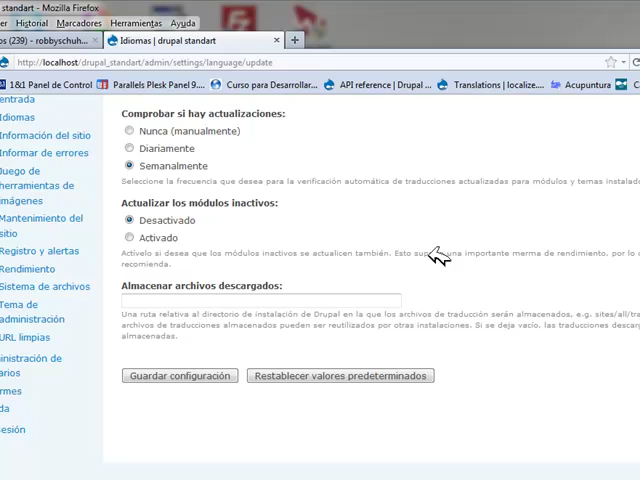 standart - Mozilla Firefox
Historial Marcadores Herramientas Ayuda
os (239) - robbyschuh... × Idiomas | drupal standart × +
http://localhost/drupal_standart/admin/settings/language/update
1&1 Panel de Control Parallels Plesk Panel 9.... Curso para Desarrollar... API reference | Drupal ... Translations | localize.... Acupuntura
entrada
Idiomas
Información del sitio
Informar de errores
Juego de
herramientas de
imágenes
Mantenimiento del
sitio
Registro y alertas
Rendimiento
Sistema de archivos
Tema de
administración
URL limpias
ministración de
arios
rmes
da
sesión
Comprobar si hay actualizaciones:
Nunca (manualmente)
Diariamente
Semanalmente
Seleccione la frecuencia que desea para la verificación automática de traducciones actualizadas para módulos y temas instalado
Actualizar los módulos inactivos:
Desactivado
Activado
Actívelo si desea que los módulos inactivos se actualicen también. Esto una importante merma de rendimiento, por lo
recomienda.
Almacenar archivos descargados:
Una ruta relativa al directorio de instalación de Drupal en la que los archivos de traducción serán almacenados, e.g. sites/all/tra
archivos de traducciones almacenados pueden ser reutilizados por otras instalaciones. Si se deja vacío, las traducciones descar
almacenadas.
Guardar configuración Restablecer valores predeterminados